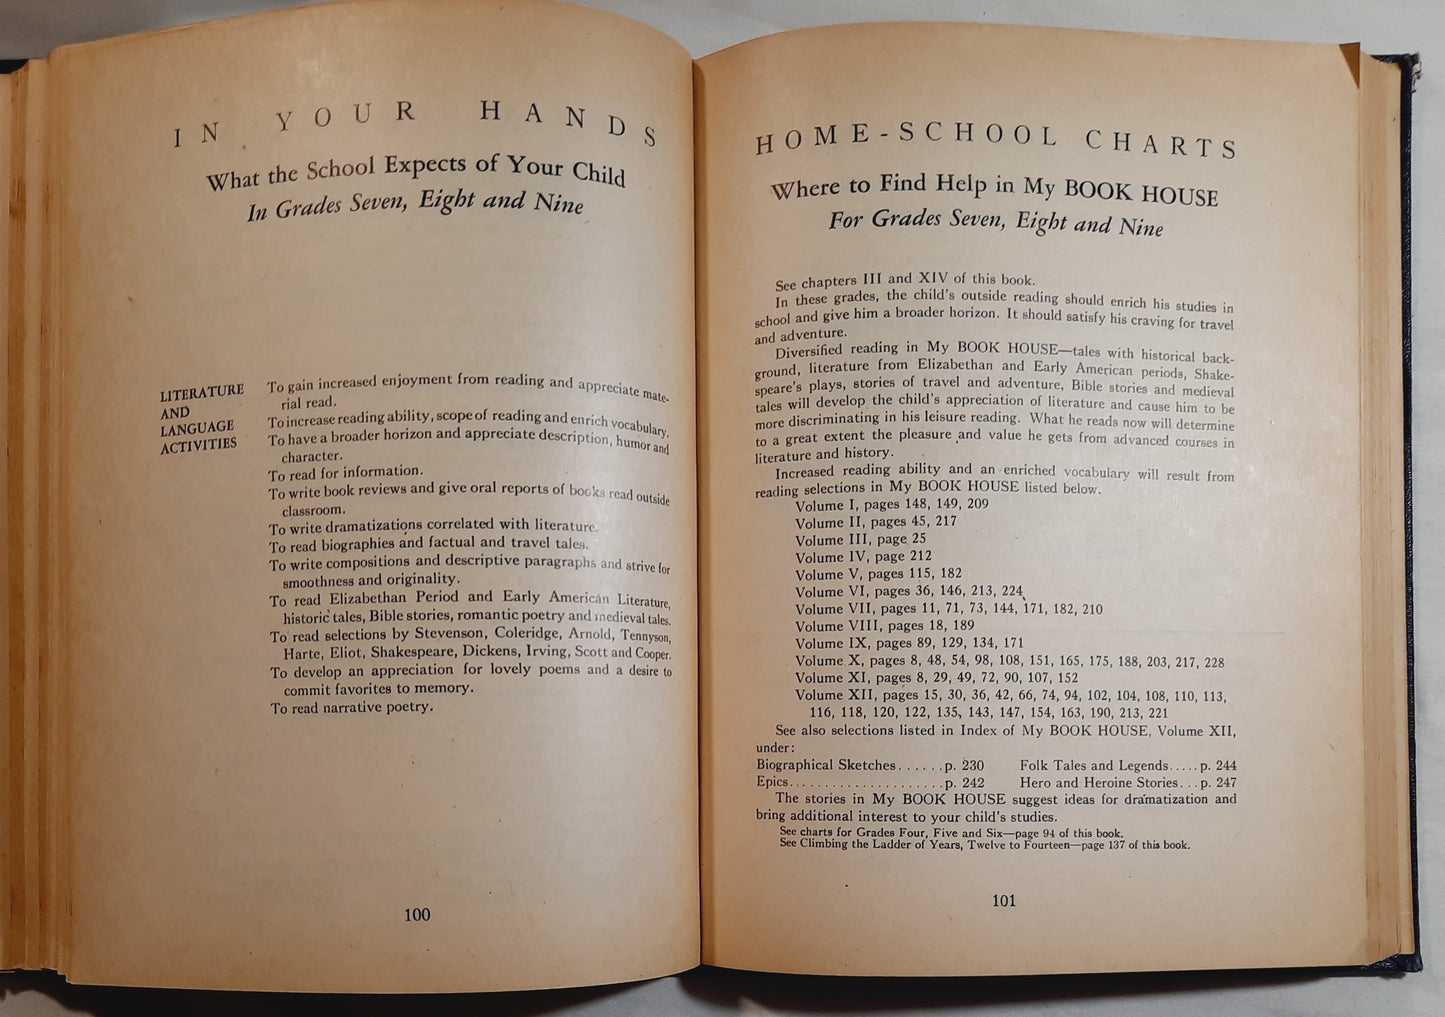 IN YOUR HANDS
What the School Expects of Your Child
In Grades Seven, Eight and Nine
LITERATURE
AND
LANGUAGE
ACTIVITIES
To gain increased enjoyment from reading and appreciate mate-
rial read.
To increase reading ability, scope of reading and enrich vocabulary.
To have a broader horizon and appreciate description, humor and
character.
To read for information.
To write book reviews and give oral reports of books read outside
classroom.
To write dramatizations correlated with literature.
To read biographies and factual and travel tales.
To write compositions and descriptive paragraphs and strive for
smoothness and originality.
To read Elizabethan Period and Early American Literature,
historic tales, Bible stories, romantic poetry and medieval tales.
To read selections by Stevenson, Coleridge, Arnold, Tennyson,
Harte, Eliot, Shakespeare, Dickens, Irving, Scott and Cooper.
To develop an appreciation for lovely poems and a desire to
commit favorites to memory.
To read narrative poetry.
100
HOME-SCHOOL CHARTS
Where to Find Help in My BOOK HOUSE
For Grades Seven, Eight and Nine
See chapters III and XIV of this book.
In these grades, the child's outside reading should enrich his studies in
school and give him a broader horizon. It should satisfy his craving for travel
and adventure.
Diversified reading in My BOOK HOUSE—tales with historical back-
ground, literature from Elizabethan and Early American periods, Shake-
speare's plays, stories of travel and adventure, Bible stories and medieval
tales will develop the child's appreciation of literature and cause him to be
more discriminating in his leisure reading. What he reads now will determine
to a great extent the pleasure and value he gets from advanced courses in
literature and history.
Increased reading ability and an enriched vocabulary will result from
reading selections in My BOOK HOUSE listed below.
Volume I, pages 148, 149, 209
Volume II, pages 45, 217
Volume III, page 25
Volume IV, page 212
Volume V, pages 115, 182
Volume VI, pages 36, 146, 213, 224
Volume VII, pages 11, 71, 73, 144, 171, 182, 210
Volume VIII, pages 18, 189
Volume IX, pages 89, 129, 134, 171
Volume X, pages 8, 48, 54, 98, 108, 151, 165, 175, 188, 203, 217, 228
Volume XI, pages 8, 29, 49, 72, 90, 107, 152
Volume XII, pages 15, 30, 36, 42, 66, 74, 94, 102, 104, 108, 110, 113,
116, 118, 120, 122, 135, 143, 147, 154, 163, 190, 213, 221
See also selections listed in Index of My BOOK HOUSE, Volume XII,
under:
Biographical Sketches......p. 230 Folk Tales and Legends.....p. 244
Epics.....................p. 242 Hero and Heroine Stories...p. 247
The stories in My BOOK HOUSE suggest ideas for dramatization and
bring additional interest to your child's studies.
See charts for Grades Four, Five and Six—page 94 of this book.
See Climbing the Ladder of Years, Twelve to Fourteen—page 137 of this book.
101